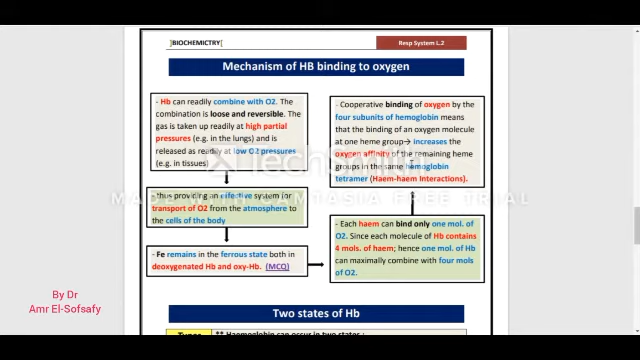 ]BIOCHEMICTRY[
Resp System L.2
Mechanism of HB binding to oxygen
- Hb can readily combine with O2. The
combination is loose and reversible. The
gas is taken up readily at high partial
pressures (e.g. in the lungs) and is
released as readily at low O2 pressures
(e.g. in tissues)
- thus providing an effective system for
transport of O2 from the atmosphere to
the cells of the body
- Fe remains in the ferrous state both in
deoxygenated Hb and oxy-Hb. (MCQ)
- Cooperative binding of oxygen by the
four subunits of hemoglobin means
that the binding of an oxygen molecule
at one heme group→ increases the
oxygen affinity of the remaining heme
groups in the same hemoglobin
tetramer (Haem-haem Interactions).
- Each haem can bind only one mol. of
O2. Since each molecule of Hb contains
4 mols. of haem; hence one mol. of Hb
can maximally combine with four mols
of O2.
TechSmith
MADE WITH CAMTASIA FREE TRIAL
By Dr
Amr El-Sofsafy
Two states of Hb
Types
** Haemoglobin can occur in two states :